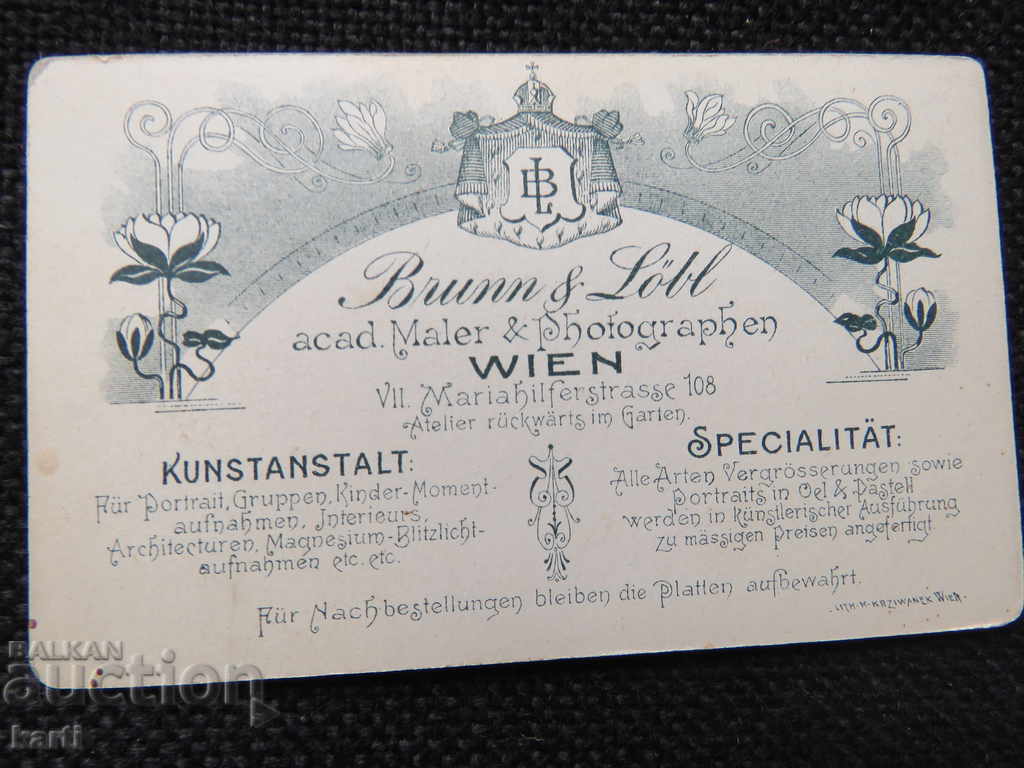 BL
Brunn & Löbl
acad. Maler & Photographen
WIEN
VII. Mariahilferstrasse 108
Atelier rückwärts im Garten.
KUNSTANSTALT:
Für Portrait, Gruppen, Kinder-Moment-
aufnahmen, Interieurs,
Architecturen, Magnesium-Blitzlicht-
aufnahmen etc. etc.
SPECIALITÄT:
Alle Arten Vergrösserungen sowie
Portraits in Oel & Pastell
werden in künstlerischer Ausführung
zu mässigen Preisen angefertigt.
Für Nachbestellungen bleiben die Platten aufbewahrt.
LITH. K. KRZIWANEK WIEN.
BALKAN
auction
karti